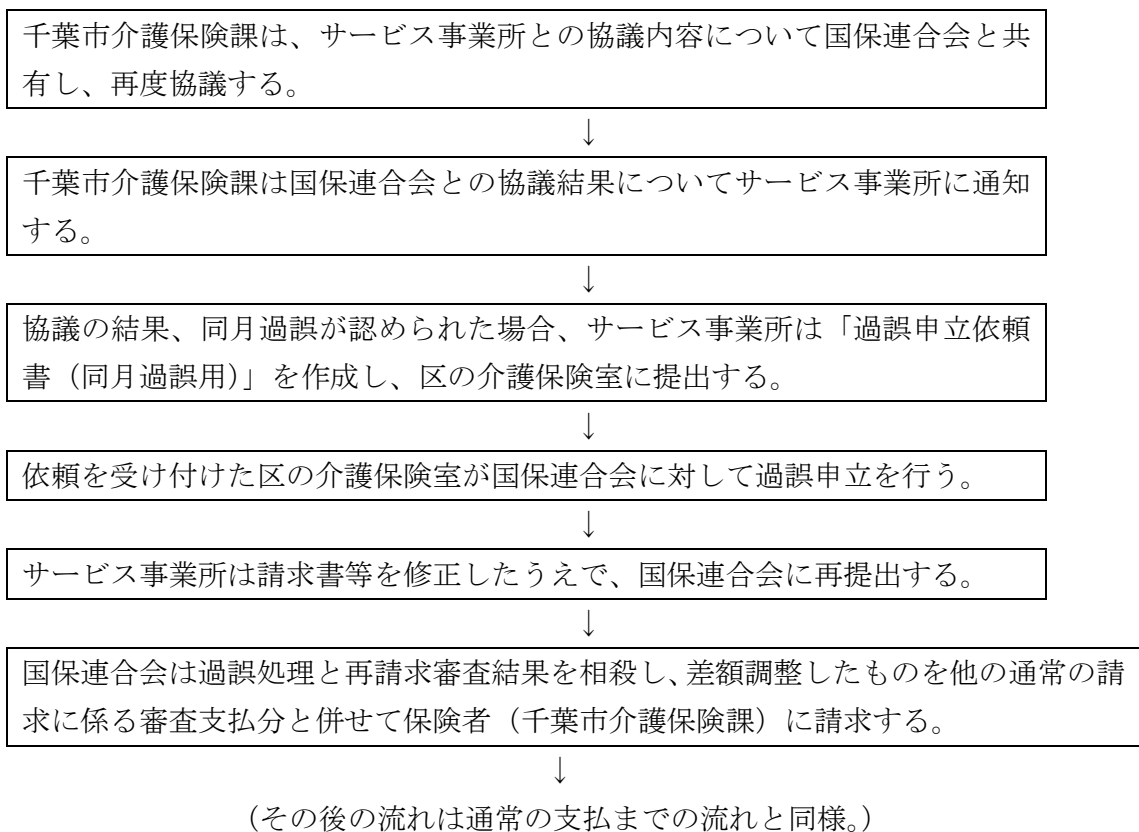 千葉市介護保険課は、サービス事業所との協議内容について国保連合会と共
有し、再度協議する。
↓
千葉市介護保険課は国保連合会との協議結果についてサービス事業所に通知
する。
↓
協議の結果、同月過誤が認められた場合、サービス事業所は「過誤申立依頼
書（同月過誤用）」を作成し、区の介護保険室に提出する。
↓
依頼を受け付けた区の介護保険室が国保連合会に対して過誤申立を行う。
↓
サービス事業所は請求書等を修正したうえで、国保連合会に再提出する。
↓
国保連合会は過誤処理と再請求審査結果を相殺し、差額調整したものを他の通常の請
求に係る審査支払分と併せて保険者（千葉市介護保険課）に請求する。
↓
（その後の流れは通常の支払までの流れと同様。）